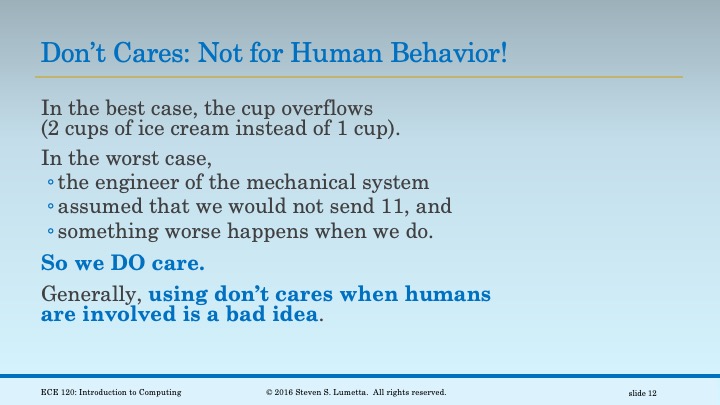 Don’t Cares: Not for Human Behavior!
In the best case, the cup overflows
(2 cups of ice cream instead of 1 cup).
In the worst case,
◦the engineer of the mechanical system
◦assumed that we would not send 11, and
◦something worse happens when we do.
So we DO care.
Generally, using don’t cares when humans
are involved is a bad idea.
ECE 120: Introduction to Computing © 2016 Steven S. Lumetta. All rights reserved. slide 12